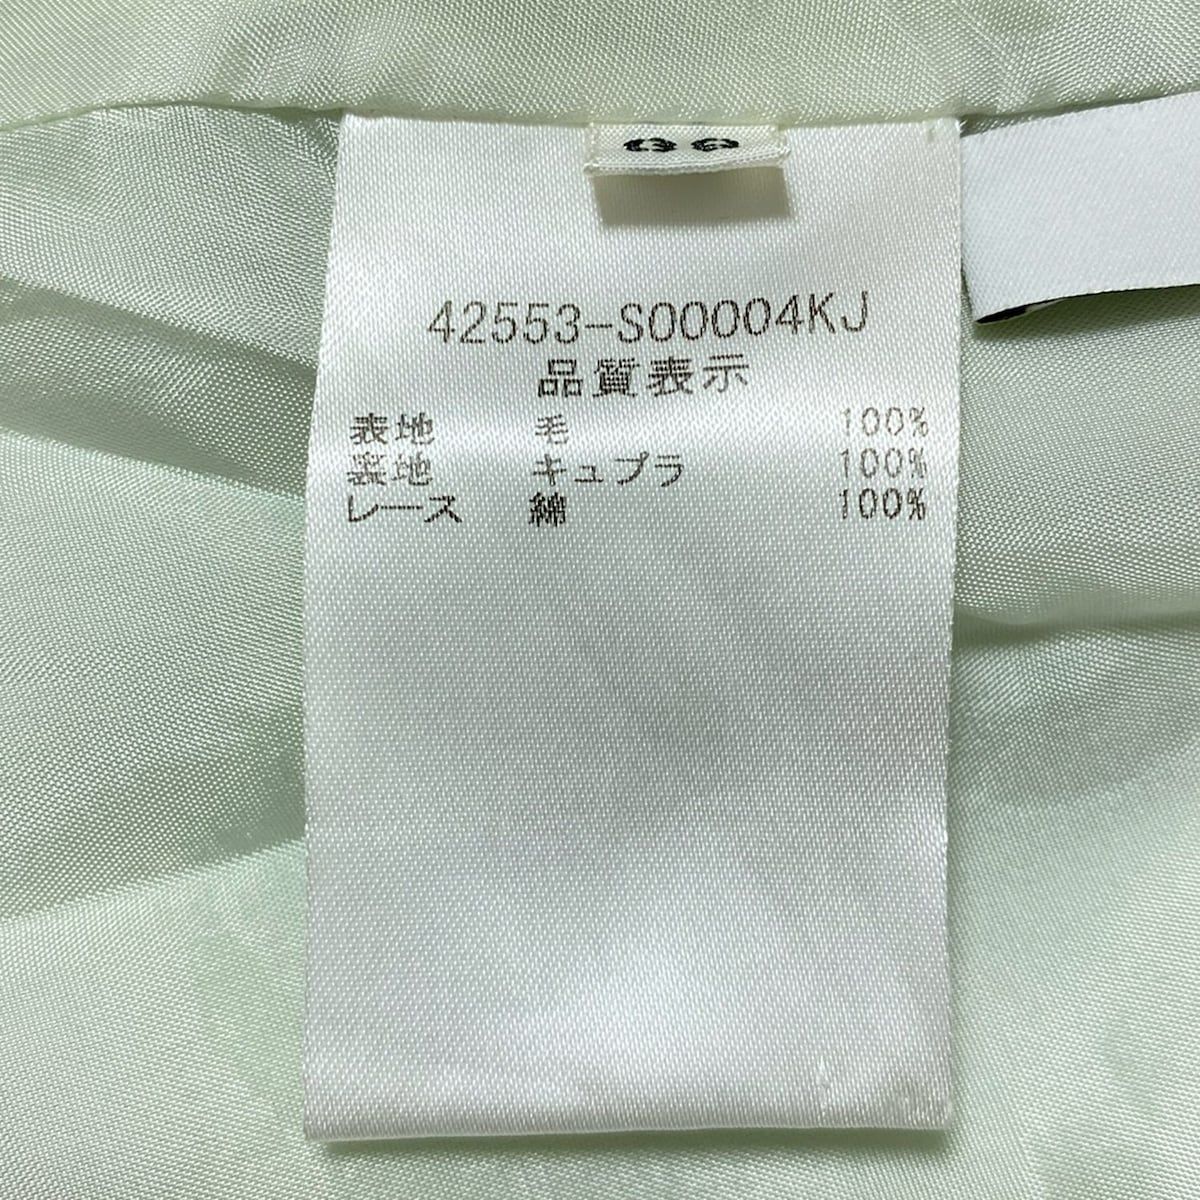 42553-S00004KJ
品質表示
表地 毛 100%
裏地 キュプラ 100%
レース 綿 100%